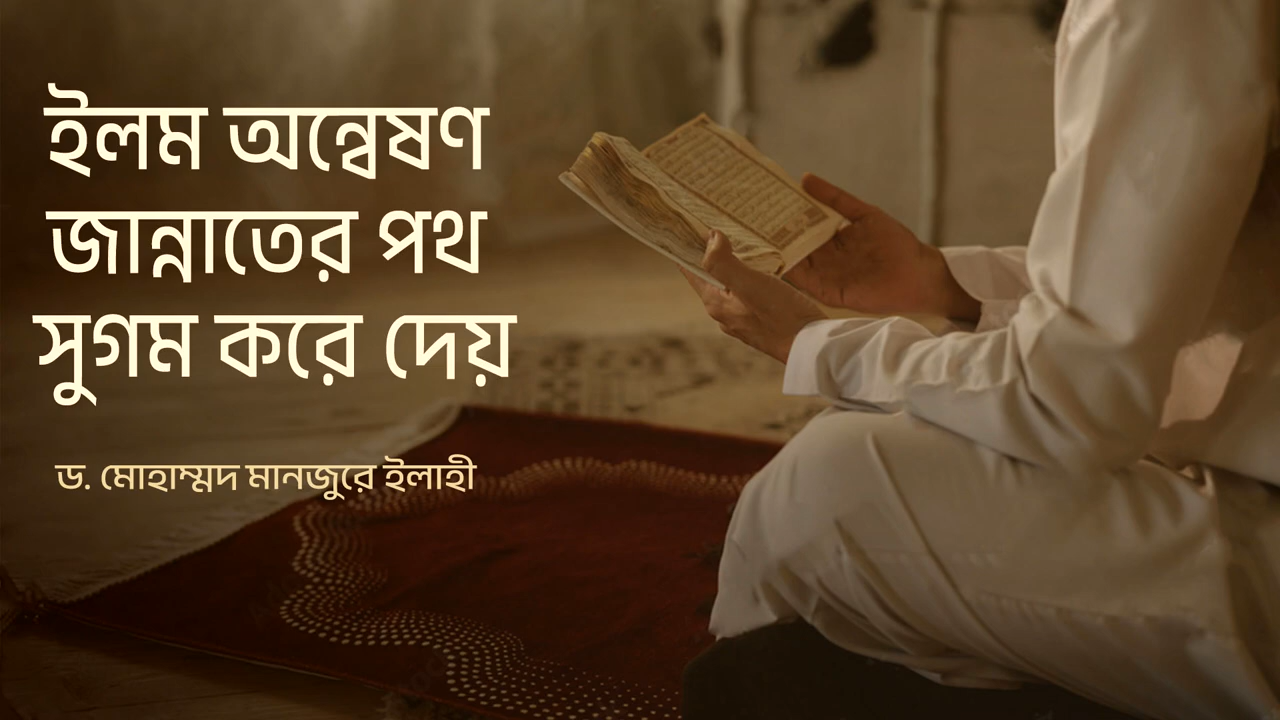 ইলম অন্বেষণ
জান্নাতের পথ
সুগম করে দেয়
ড. মোহাম্মদ মানজুরে ইলাহী